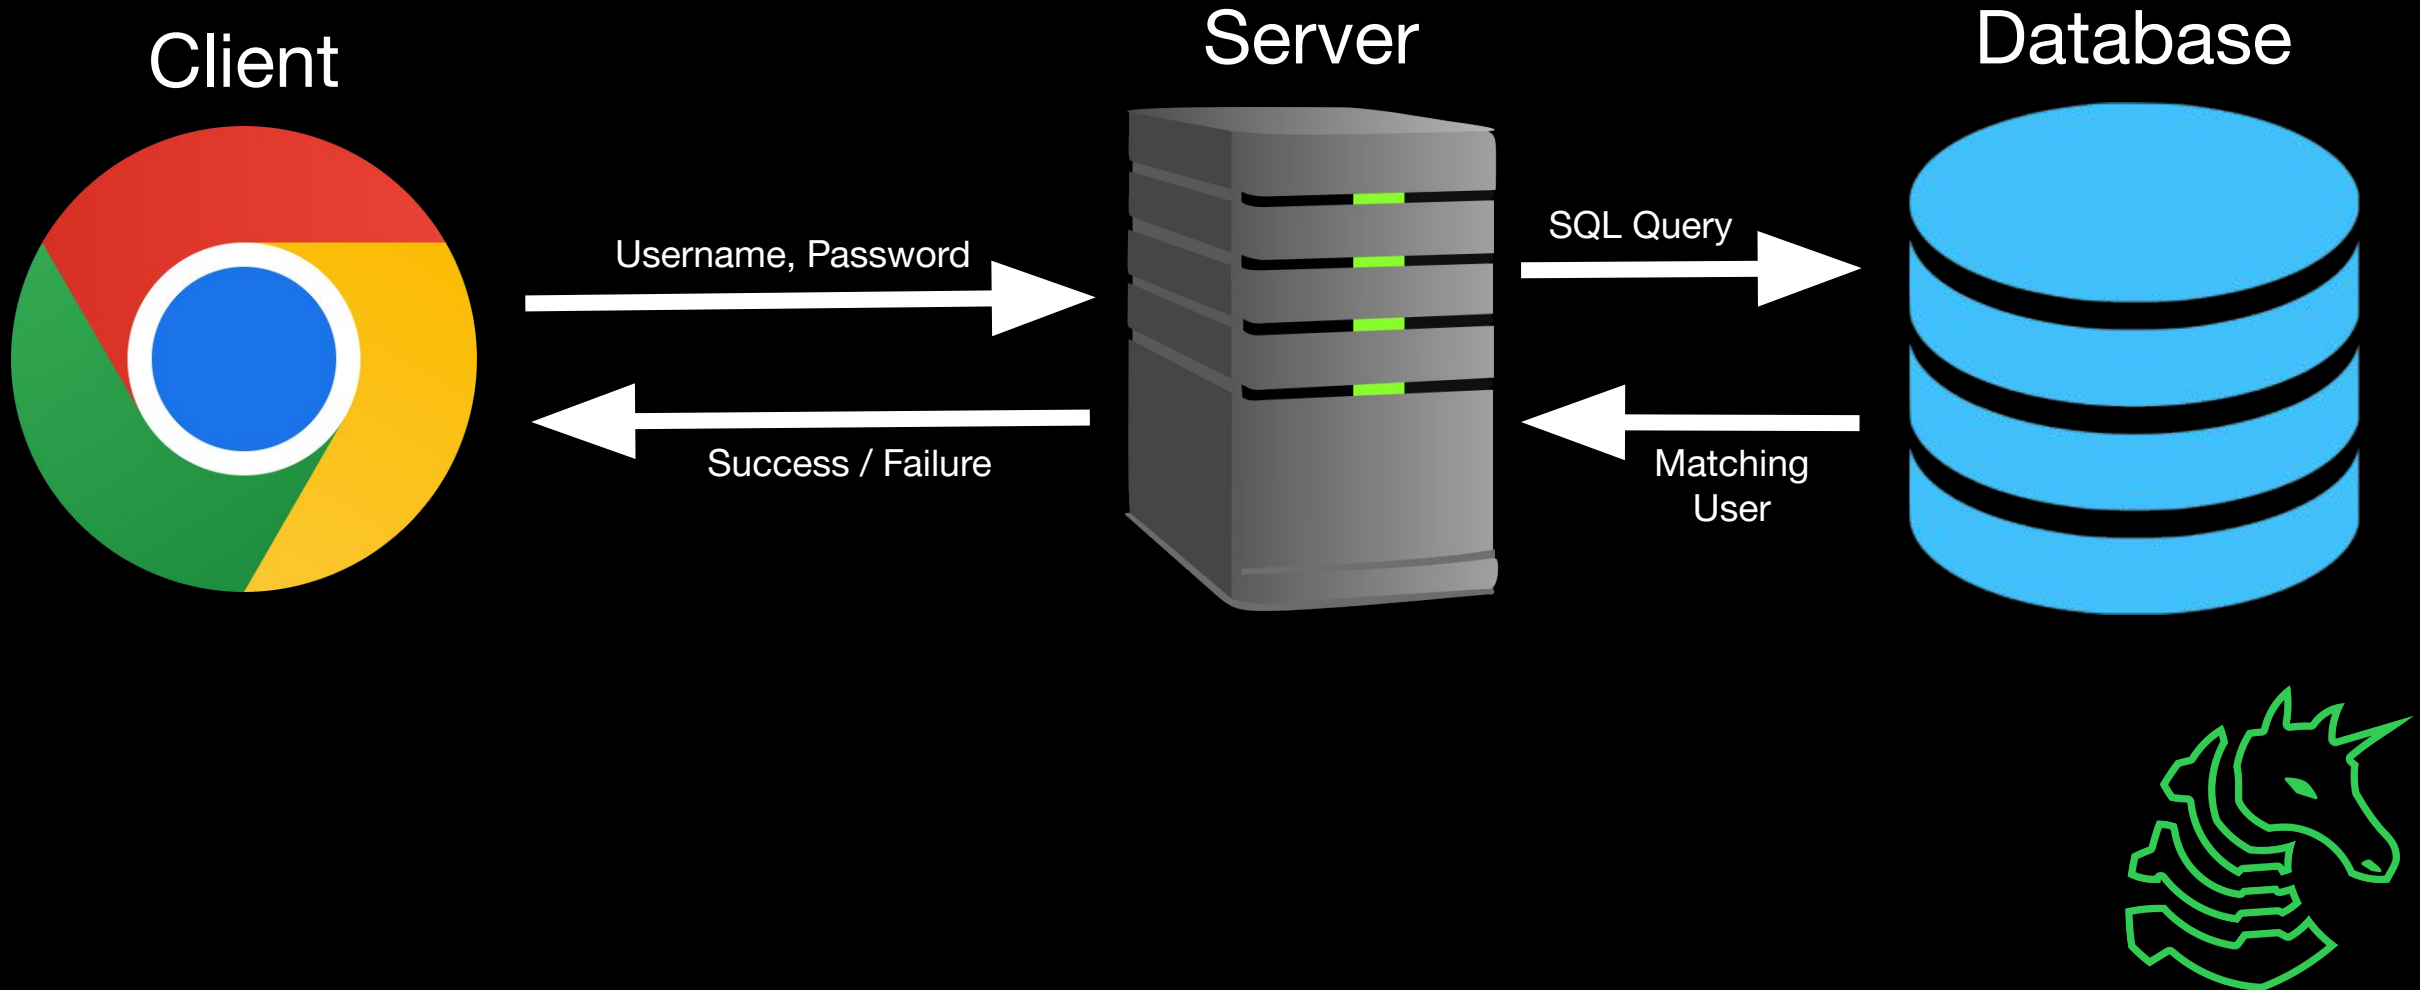 Client
Server
Database
Username, Password
SQL Query
Success / Failure
Matching
User